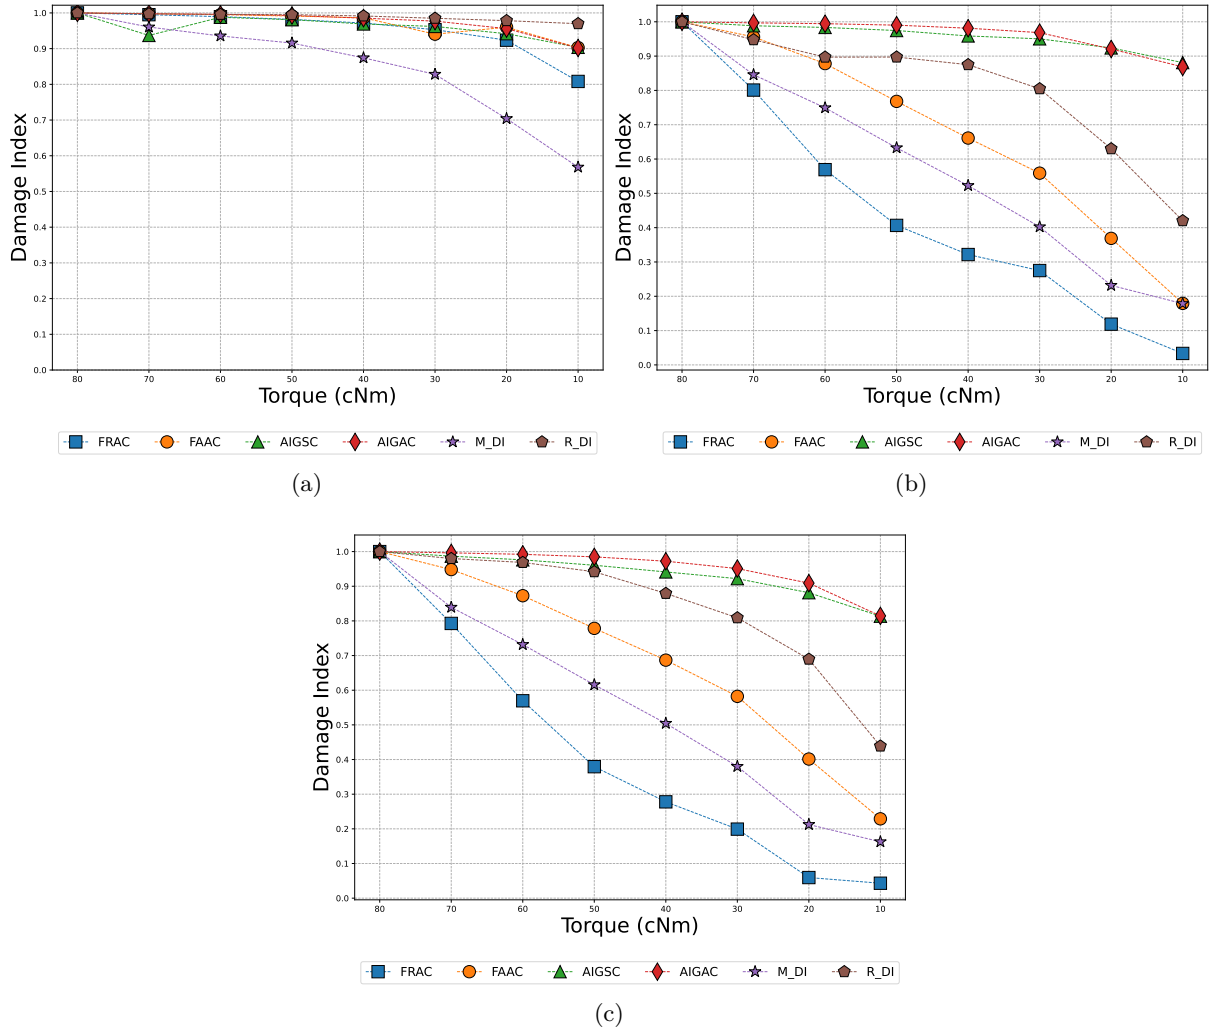 1.0
0.9
0.8
0.7
0.6
0.5
0.4
0.3
0.2
0.1
0.0
Damage Index
80 70 60 50 40 30 20 10
Torque (cNm)
FRAC FAAC AIGSC AIGAC M_DI R_DI
(a)
1.0
0.9
0.8
0.7
0.6
0.5
0.4
0.3
0.2
0.1
0.0
Damage Index
80 70 60 50 40 30 20 10
Torque (cNm)
FRAC FAAC AIGSC AIGAC M_DI R_DI
(b)
1.0
0.9
0.8
0.7
0.6
0.5
0.4
0.3
0.2
0.1
0.0
Damage Index
80 70 60 50 40 30 20 10
Torque (cNm)
FRAC FAAC AIGSC AIGAC M_DI R_DI
(c)